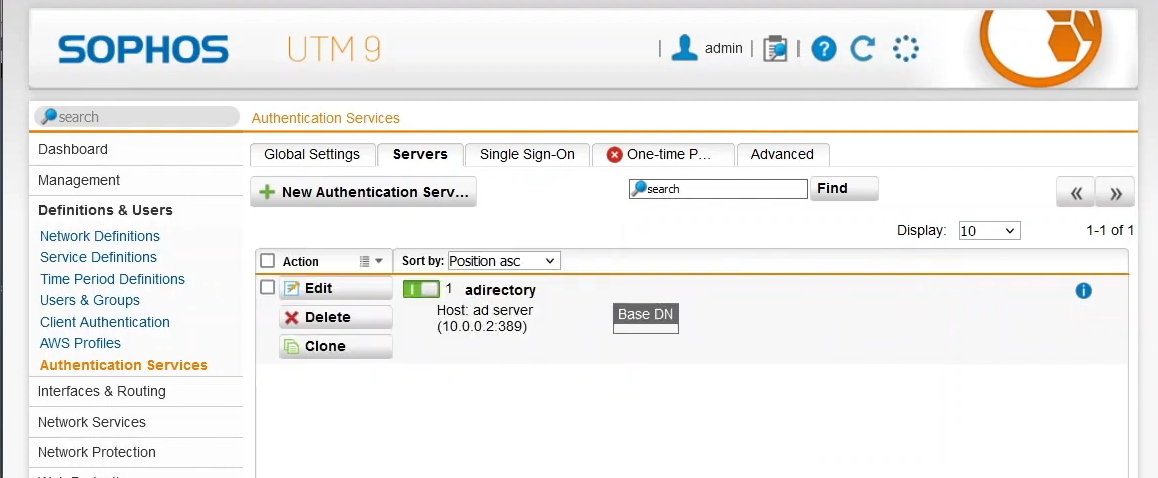 SOPHOS UTM 9 | admin | | ?
search
Authentication Services
Dashboard
Management
Definitions & Users
Network Definitions
Service Definitions
Time Period Definitions
Users & Groups
Client Authentication
AWS Profiles
Authentication Services
Interfaces & Routing
Network Services
Network Protection
Global Settings Servers Single Sign-On One-time P... Advanced
New Authentication Serv...
search Find « »
Display: 10 1-1 of 1
Action Sort by: Position asc
Edit 1 adirectory i
Delete Host: ad server Base DN
(10.0.0.2:389)
Clone